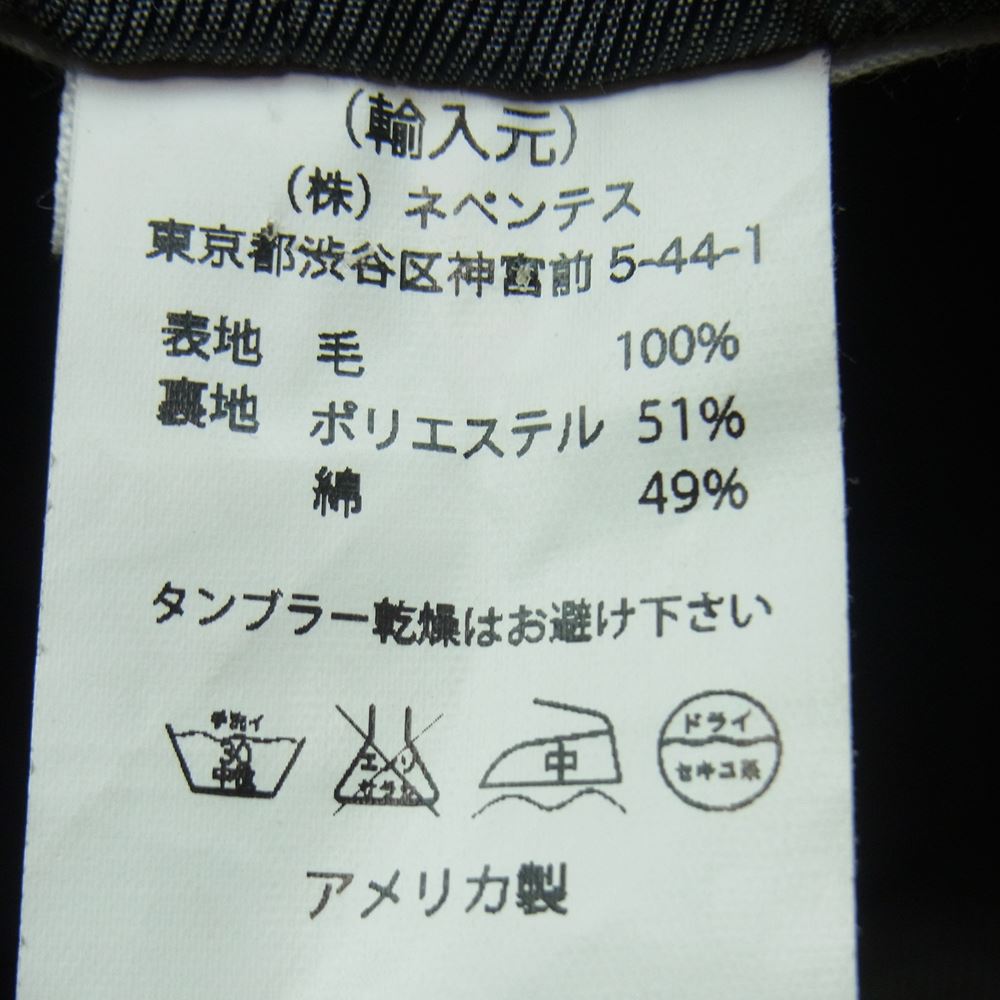 (輸入元)
(株) ネペンテス
東京都渋谷区神宮前 5-44-1
表地 毛 100%
裏地 ポリエステル 51%
綿 49%
タンブラー乾燥はお避け下さい
手洗イ
30
中性
エンソ
サラシ
中
ドライ
セキユ系
アメリカ製